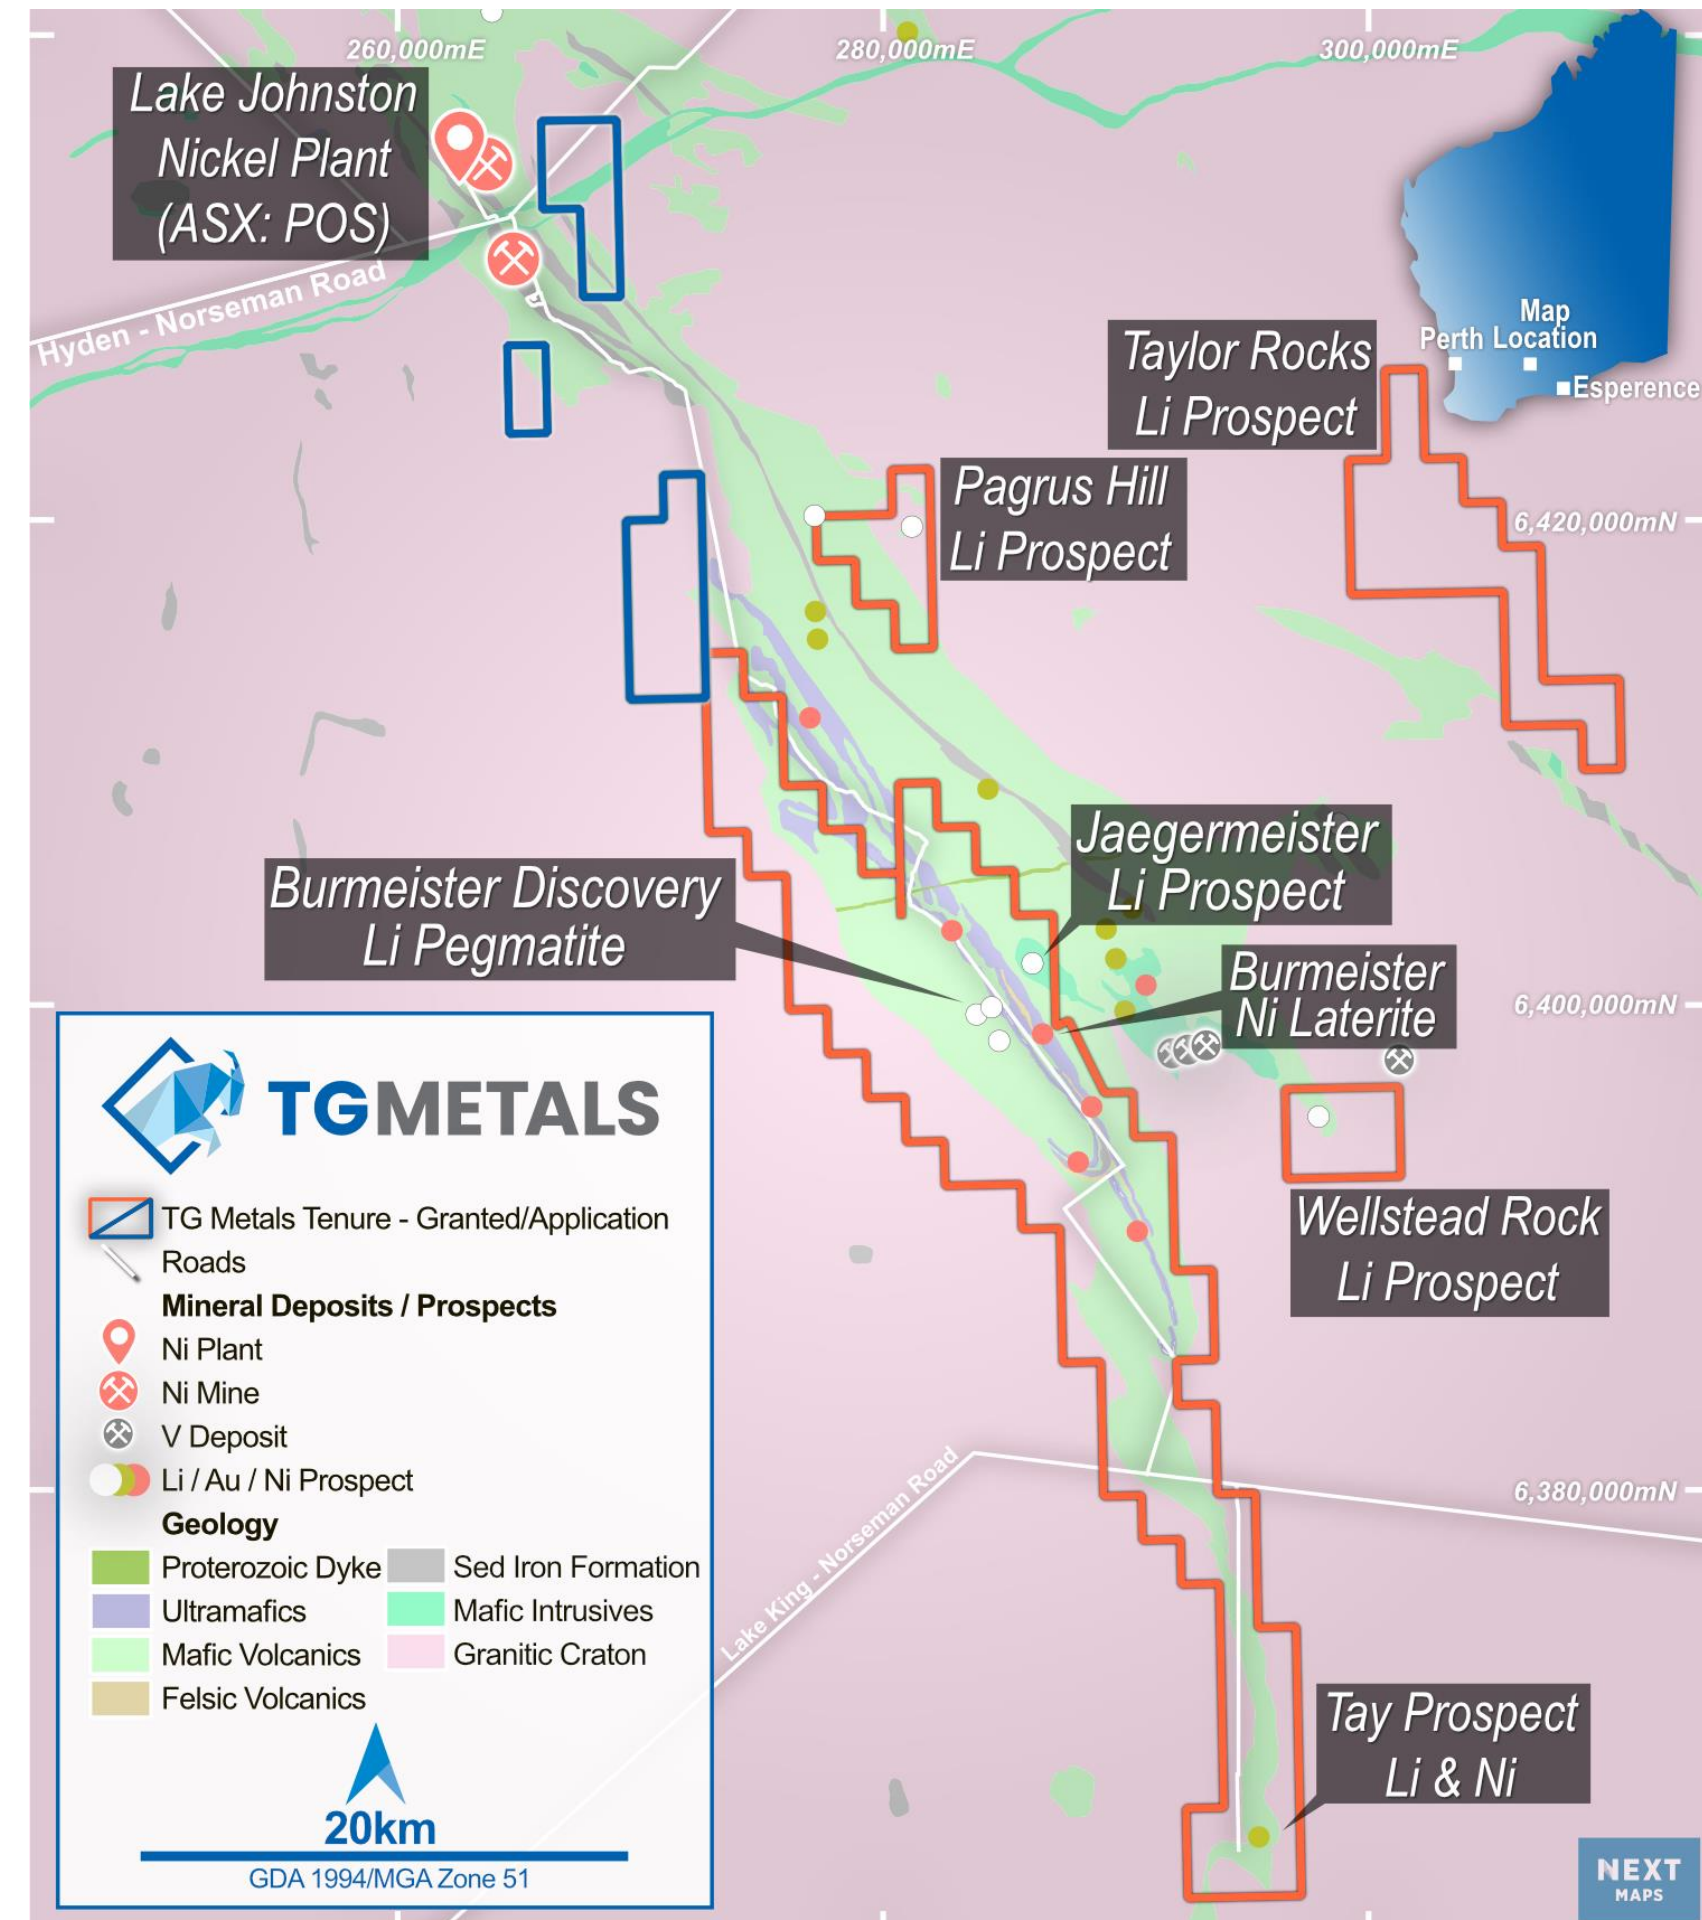 260,000mE
280,000mE
300,000mE
Lake Johnston
Nickel Plant
(ASX: POS)
Hyden - Norseman Road
Map
Perth Location
Esperence
Taylor Rocks
Li Prospect
Pagrus Hill
Li Prospect
6,420,000mN
Jaegermeister
Li Prospect
Burmeister Discovery
Li Pegmatite
Burmeister
Ni Laterite
6,400,000mN
Wellstead Rock
Li Prospect
6,380,000mN
Lake King - Norseman Road
Tay Prospect
Li & Ni
TGMETALS
TG Metals Tenure - Granted/Application
Roads
Mineral Deposits / Prospects
Ni Plant
Ni Mine
V Deposit
Li / Au / Ni Prospect
Geology
Proterozoic Dyke
Sed Iron Formation
Ultramafics
Mafic Intrusives
Mafic Volcanics
Granitic Craton
Felsic Volcanics
20km
GDA 1994/MGA Zone 51
NEXT
MAPS